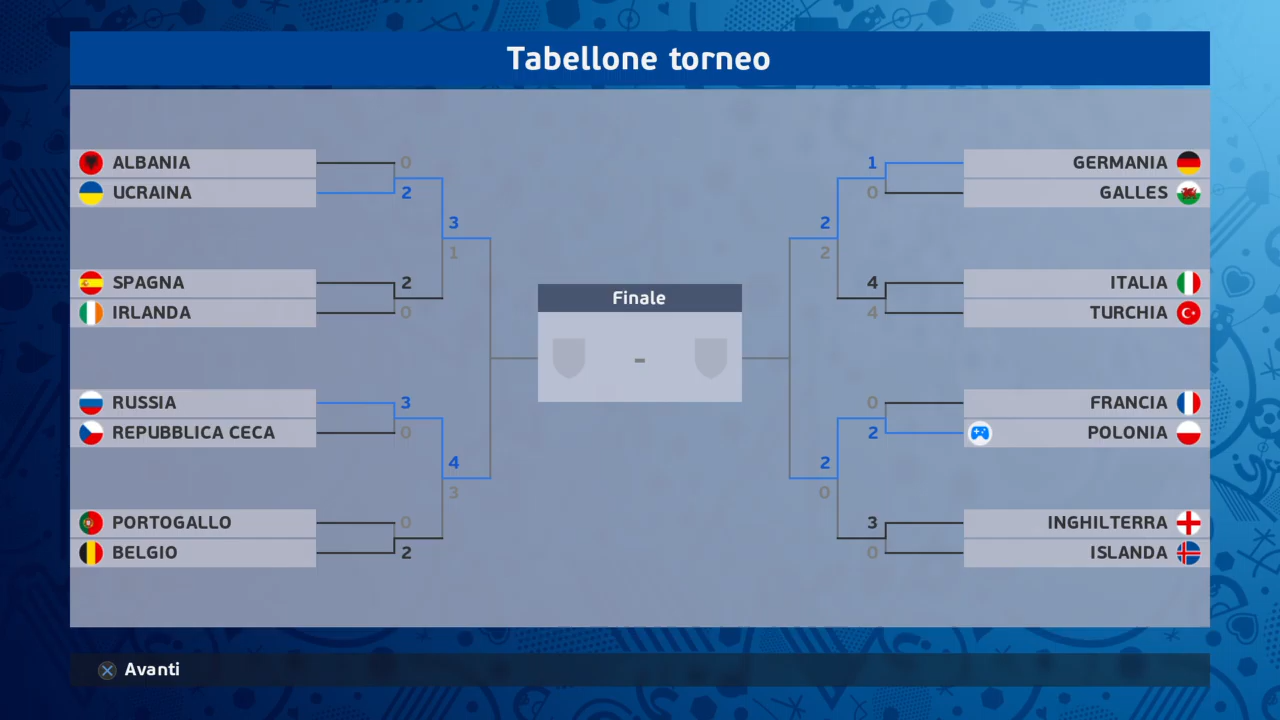 Tabellone torneo
ALBANIA 0
UCRAINA 2
3
1
SPAGNA 2
IRLANDA 0
RUSSIA 3
REPUBBLICA CECA 0
4
3
PORTOGALLO 0
BELGIO 2
Finale
-
1 GERMANIA
0 GALLES
2
2
4 ITALIA
4 TURCHIA
0 FRANCIA
2 POLONIA
2
0
3 INGHILTERRA
0 ISLANDA
Avanti